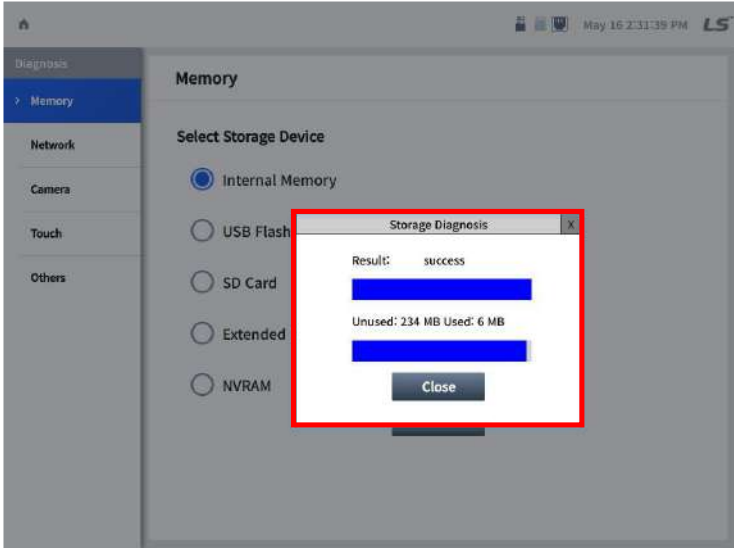 May 16 2:31:39 PM LS
Diagnosis
> Memory
Network
Camera
Touch
Others
Memory
Select Storage Device
Internal Memory
USB Flash
SD Card
Extended
NVRAM
Storage Diagnosis X
Result: success
Unused: 234 MB Used: 6 MB
Close